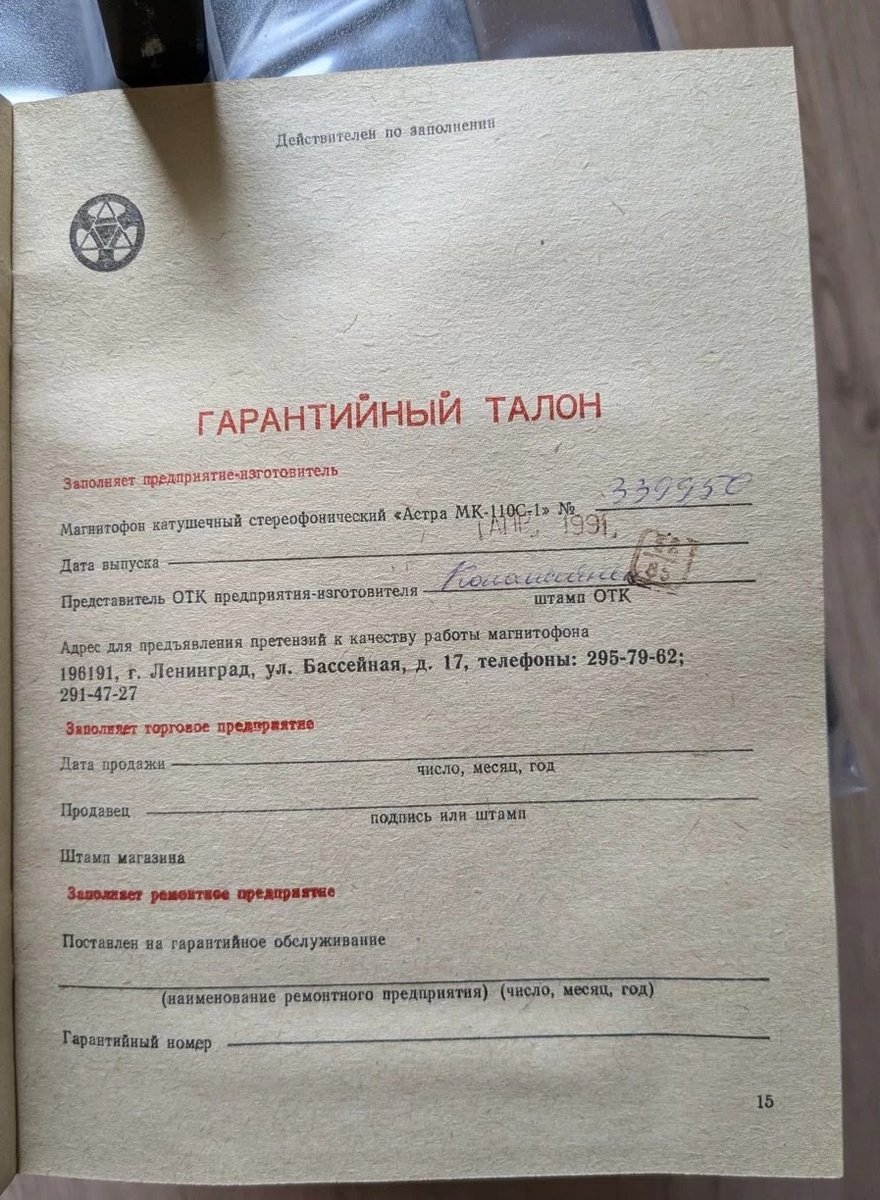 Действителен по заполнении
ГАРАНТИЙНЫЙ ТАЛОН
Заполняет предприятие-изготовитель
Магнитофон катушечный стереофонический «Астра МК-110С-1» № 339950
АПР. 1991
Дата выпуска
Представитель ОТК предприятия-изготовителя
штамп ОТК
Адрес для предъявления претензий к качеству работы магнитофона
196191, г. Ленинград, ул. Бассейная, д. 17, телефоны: 295-79-62;
291-47-27
Заполняет торговое предприятие
Дата продажи
число, месяц, год
Продавец
подпись или штамп
Штамп магазина
Заполняет ремонтное предприятие
Поставлен на гарантийное обслуживание
(наименование ремонтного предприятия) (число, месяц, год)
Гарантийный номер
15